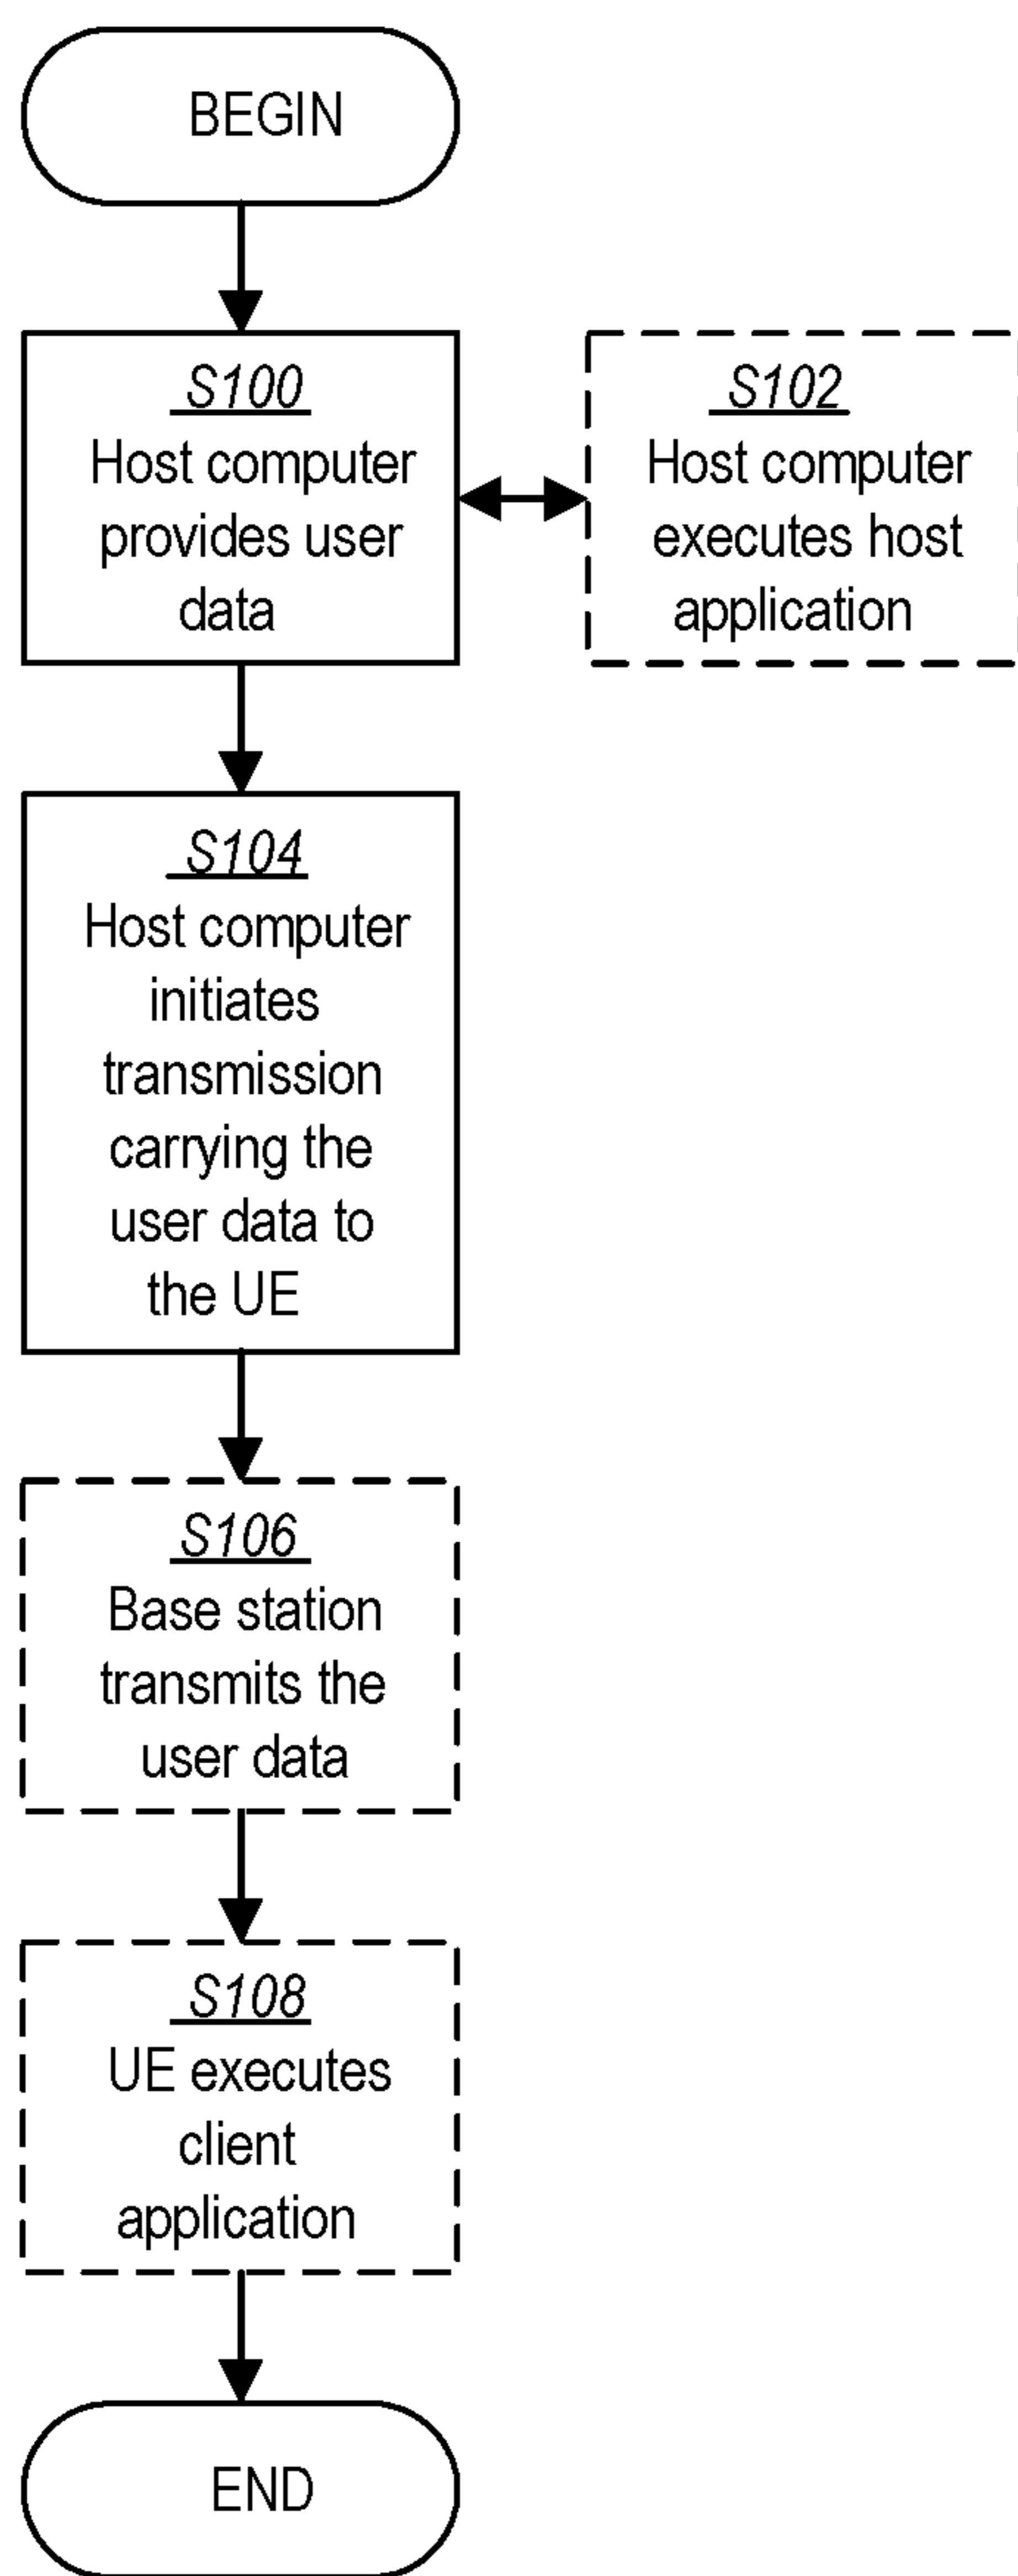 BEGIN
S100
Host computer
provides user
data
S102
Host computer
executes host
application
S104
Host computer
initiates
transmission
carrying the
user data to
the UE
S106
Base station
transmits the
user data
S108
UE executes
client
application
END